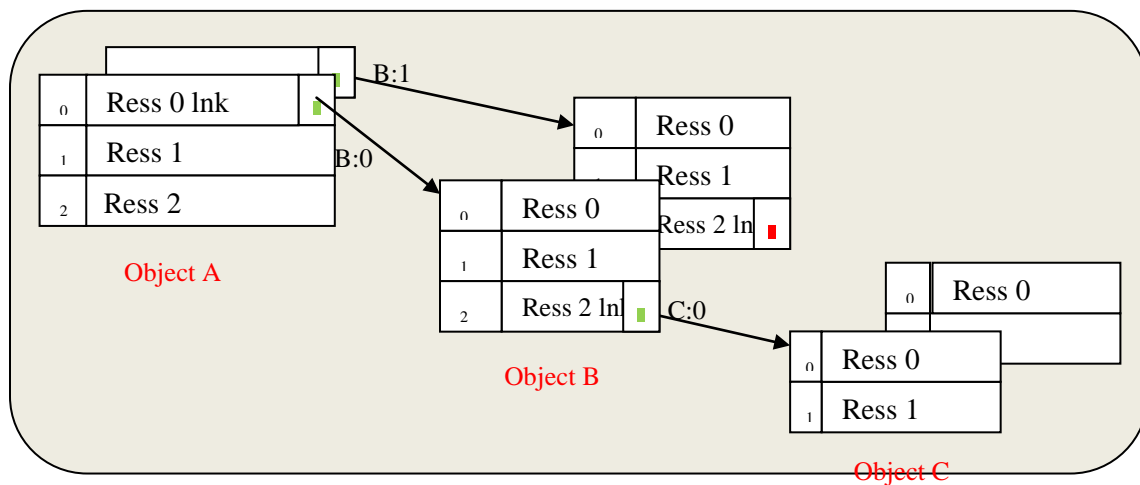 B:1
0 Ress 0 lnk
1 Ress 1
2 Ress 2
B:0
Object A
0 Ress 0
Ress 1
Ress 2 ln
0 Ress 0
1 Ress 1
2 Ress 2 lnl
C:0
Object B
0 Ress 0
0 Ress 0
1 Ress 1
Object C